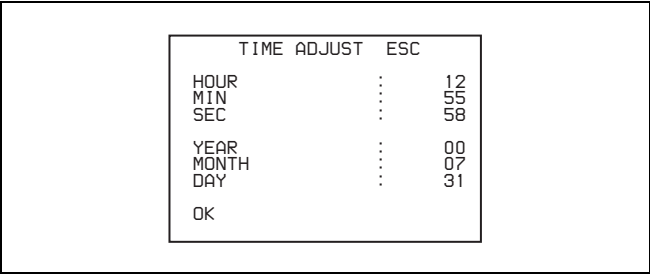 TIME ADJUST ESC
HOUR : 12
MIN : 55
SEC : 58
YEAR : 00
MONTH : 07
DAY : 31
OK